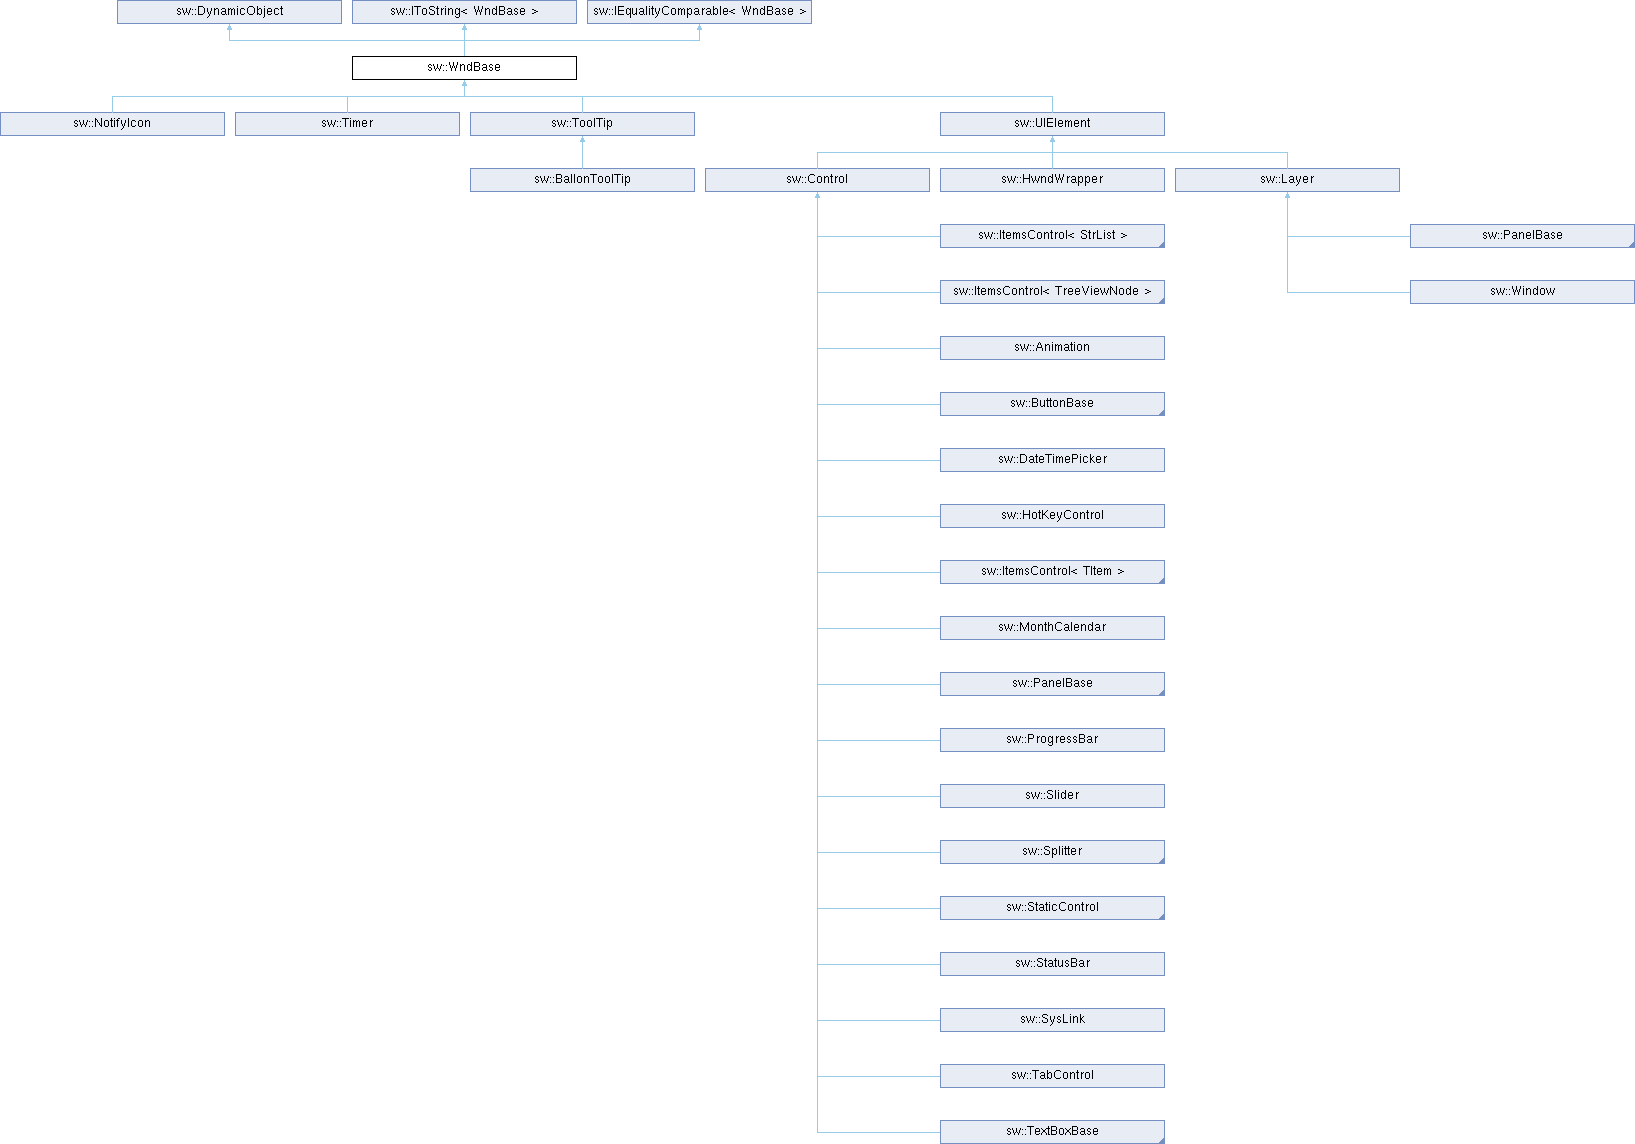 sw::DynamicObject
sw::IToString< WndBase >
sw::IEqualityComparable< WndBase >
sw::WndBase
sw::NotifyIcon
sw::Timer
sw::ToolTip
sw::UIElement
sw::BallonToolTip
sw::Control
sw::HwndWrapper
sw::Layer
sw::ItemsControl< StrList >
sw::PanelBase
sw::ItemsControl< TreeViewNode >
sw::Window
sw::Animation
sw::ButtonBase
sw::DateTimePicker
sw::HotKeyControl
sw::ItemsControl< TItem >
sw::MonthCalendar
sw::PanelBase
sw::ProgressBar
sw::Slider
sw::Splitter
sw::StaticControl
sw::StatusBar
sw::SysLink
sw::TabControl
sw::TextBoxBase